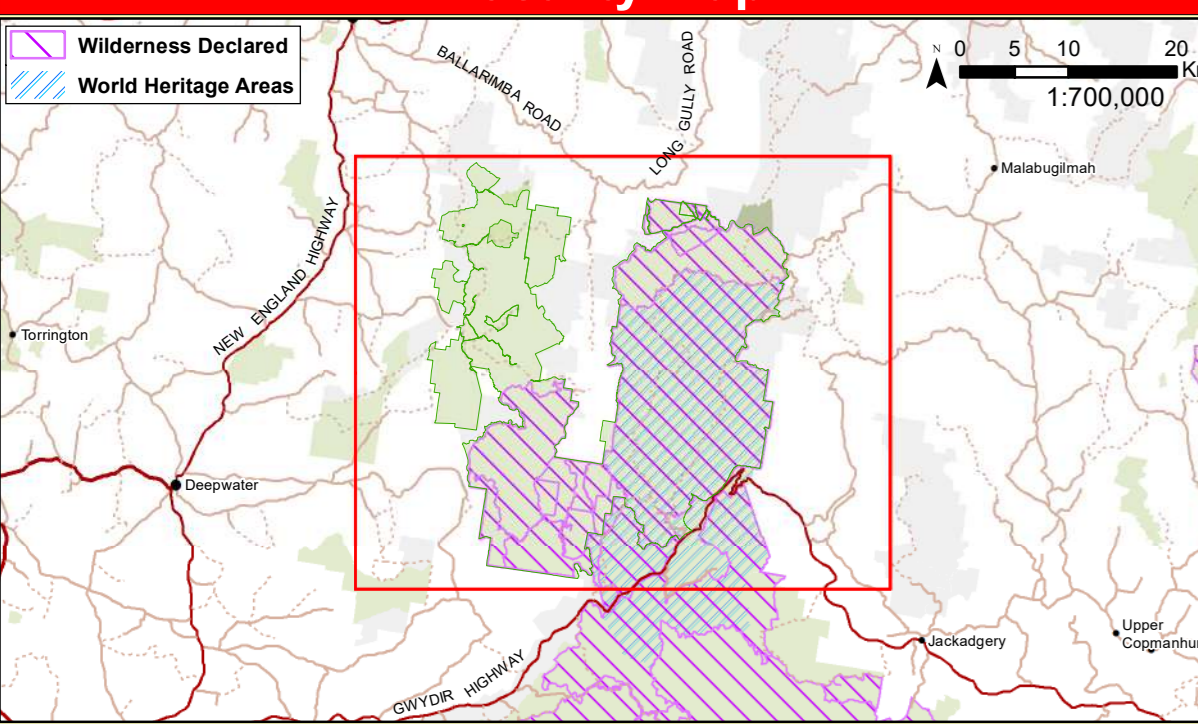 Wilderness Declared
World Heritage Areas
N
0 5 10 20
1:700,000
BALLARIMBA ROAD
LONG GULLY ROAD
Malabugilmah
NEW ENGLAND HIGHWAY
Torrington
Deepwater
Jackadgery
Upper
GWYDIR HIGHWAY